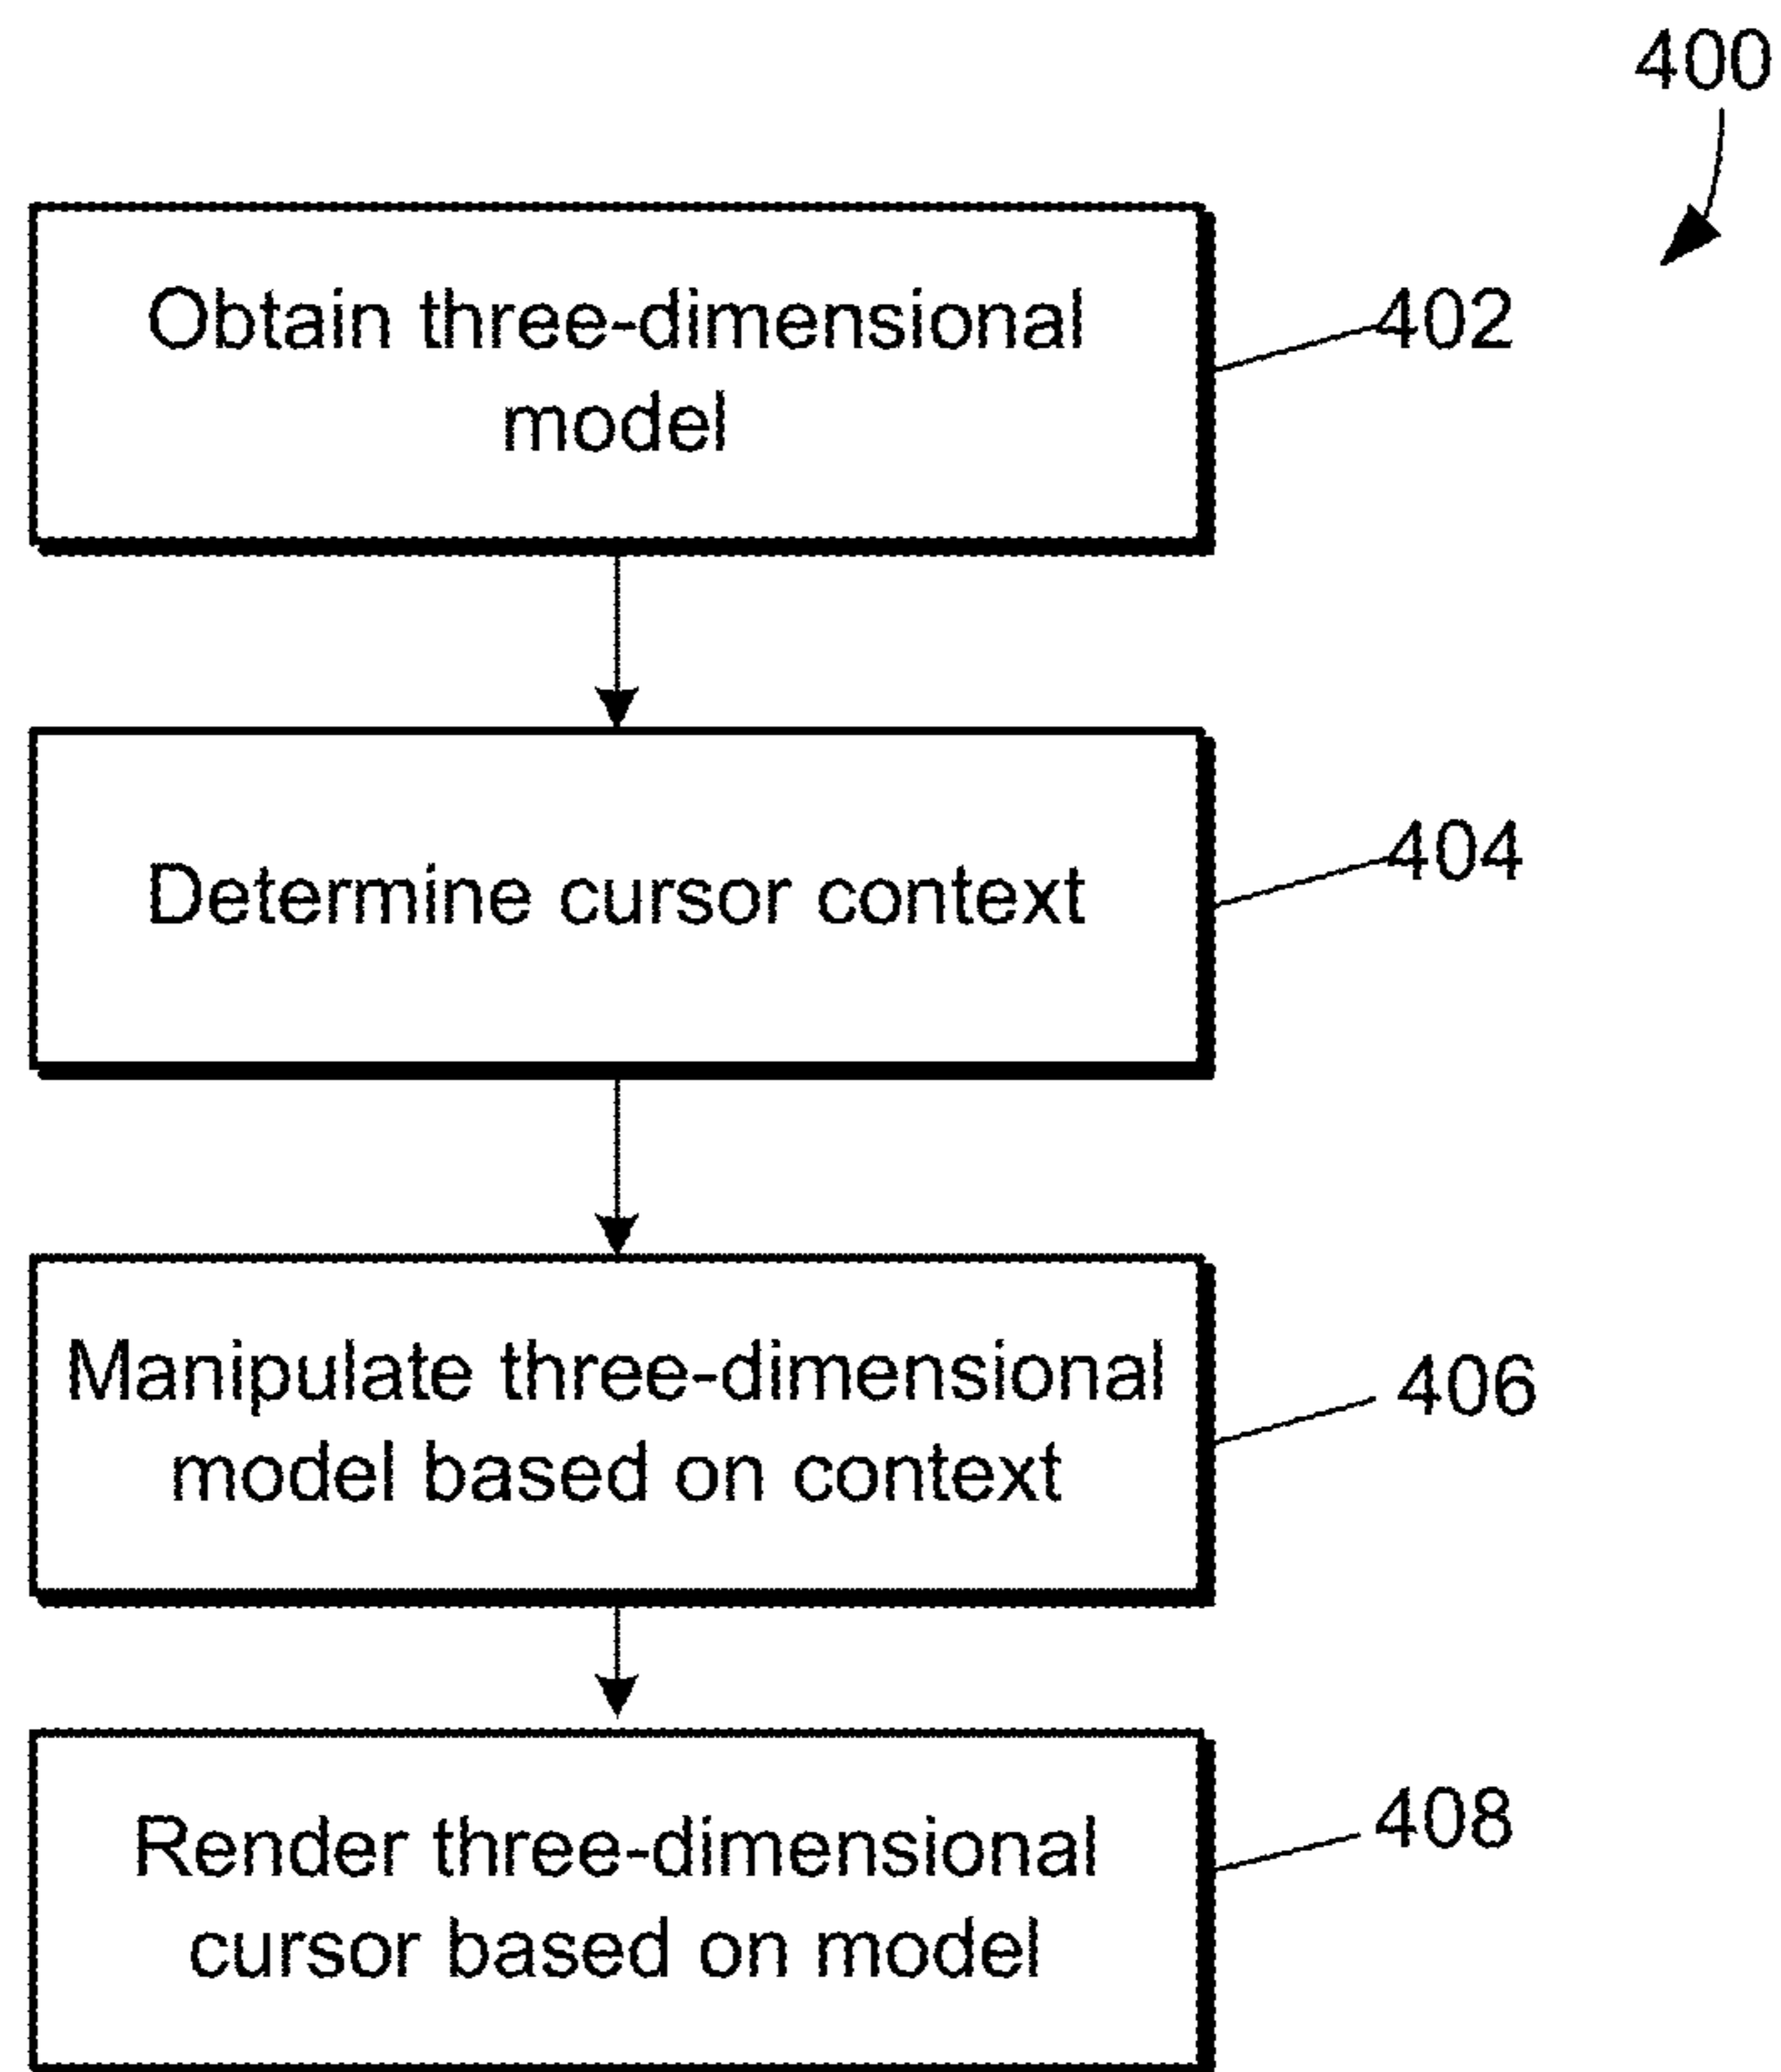 400
Obtain three-dimensional
model
402
Determine cursor context
404
Manipulate three-dimensional
model based on context
406
Render three-dimensional
cursor based on model
408